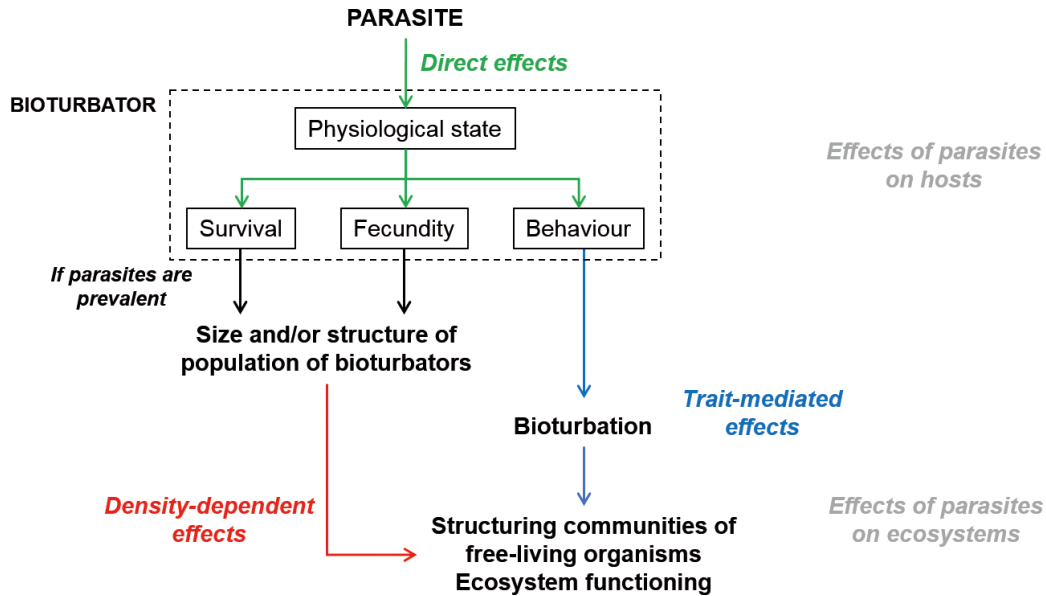 PARASITE
Direct effects
BIOTURBATOR
Physiological state
Effects of parasites
on hosts
Survival
Fecundity
Behaviour
If parasites are
prevalent
Size and/or structure of
population of bioturbators
Trait-mediated
effects
Bioturbation
Density-dependent
effects
Effects of parasites
on ecosystems
Structuring communities of
free-living organisms
Ecosystem functioning